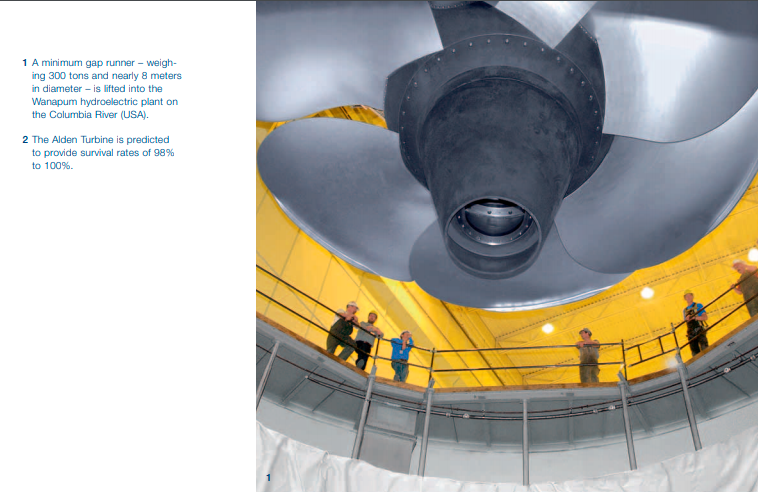 1 A minimum gap runner – weigh-
ing 300 tons and nearly 8 meters
in diameter – is lifted into the
Wanapum hydroelectric plant on
the Columbia River (USA).
2 The Alden Turbine is predicted
to provide survival rates of 98%
to 100%.
1